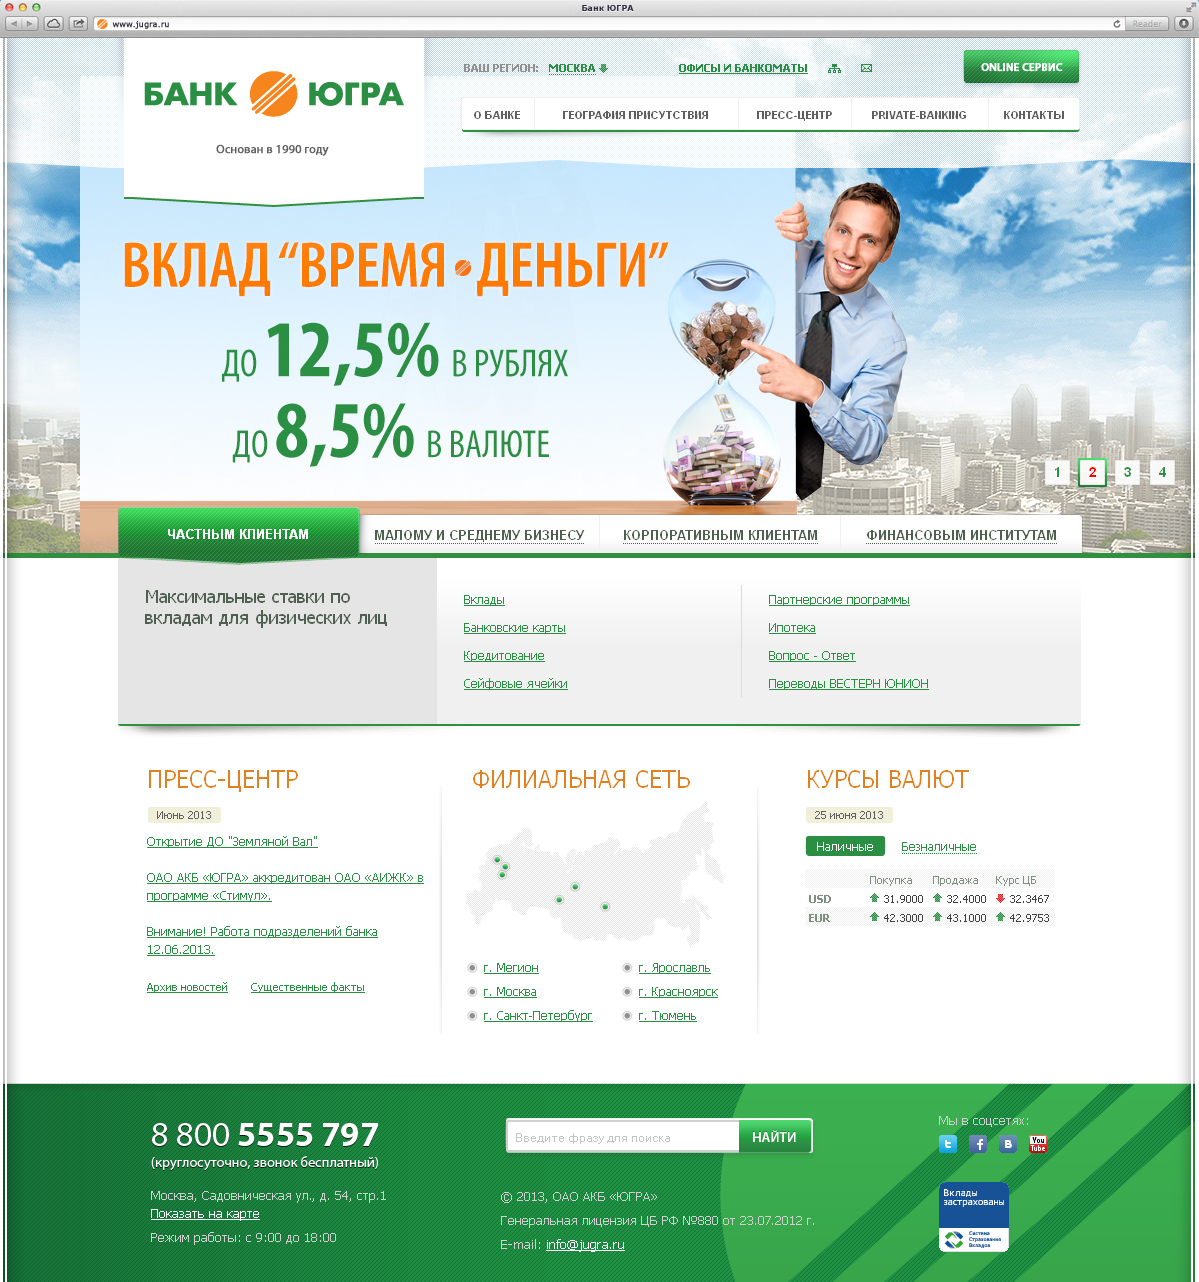 Банк ЮГРА
www.jugra.ru
Reader
БАНК ЮГРА
Основан в 1990 году
ВАШ РЕГИОН: МОСКВА
ОФИСЫ И БАНКОМАТЫ
ONLINE СЕРВИС
О БАНКЕ
ГЕОГРАФИЯ ПРИСУТСТВИЯ
ПРЕСС-ЦЕНТР
PRIVATE-BANKING
КОНТАКТЫ
ВКЛАД “ВРЕМЯ•ДЕНЬГИ”
ДО 12,5% В РУБЛЯХ
ДО 8,5% В ВАЛЮТЕ
1 2 3 4
ЧАСТНЫМ КЛИЕНТАМ
МАЛОМУ И СРЕДНЕМУ БИЗНЕСУ
КОРПОРАТИВНЫМ КЛИЕНТАМ
ФИНАНСОВЫМ ИНСТИТУТАМ
Максимальные ставки по
вкладам для физических лиц
Вклады
Банковские карты
Кредитование
Сейфовые ячейки
Партнерские программы
Ипотека
Вопрос - Ответ
Переводы ВЕСТЕРН ЮНИОН
ПРЕСС-ЦЕНТР
Июнь 2013
Открытие ДО "Земляной Вал"
ОАО АКБ «ЮГРА» аккредитован ОАО «АИЖК» в
программе «Стимул».
Внимание! Работа подразделений банка
12.06.2013.
Архив новостей
Существенные факты
ФИЛИАЛЬНАЯ СЕТЬ
г. Мегион
г. Москва
г. Санкт-Петербург
г. Ярославль
г. Красноярск
г. Тюмень
КУРСЫ ВАЛЮТ
25 июня 2013
Наличные
Безналичные
Покупка Продажа Курс ЦБ
USD 31.9000 32.4000 32.3467
EUR 42.3000 43.1000 42.9753
8 800 5555 797
(круглосуточно, звонок бесплатный)
Москва, Садовническая ул., д. 54, стр.1
Показать на карте
Режим работы: с 9:00 до 18:00
Введите фразу для поиска
НАЙТИ
© 2013, ОАО АКБ «ЮГРА»
Генеральная лицензия ЦБ РФ №880 от 23.07.2012 г.
E-mail: info@jugra.ru
Мы в соцсетях:
You
Tube
Вклады
застрахованы
Система
Страхования
Вкладов